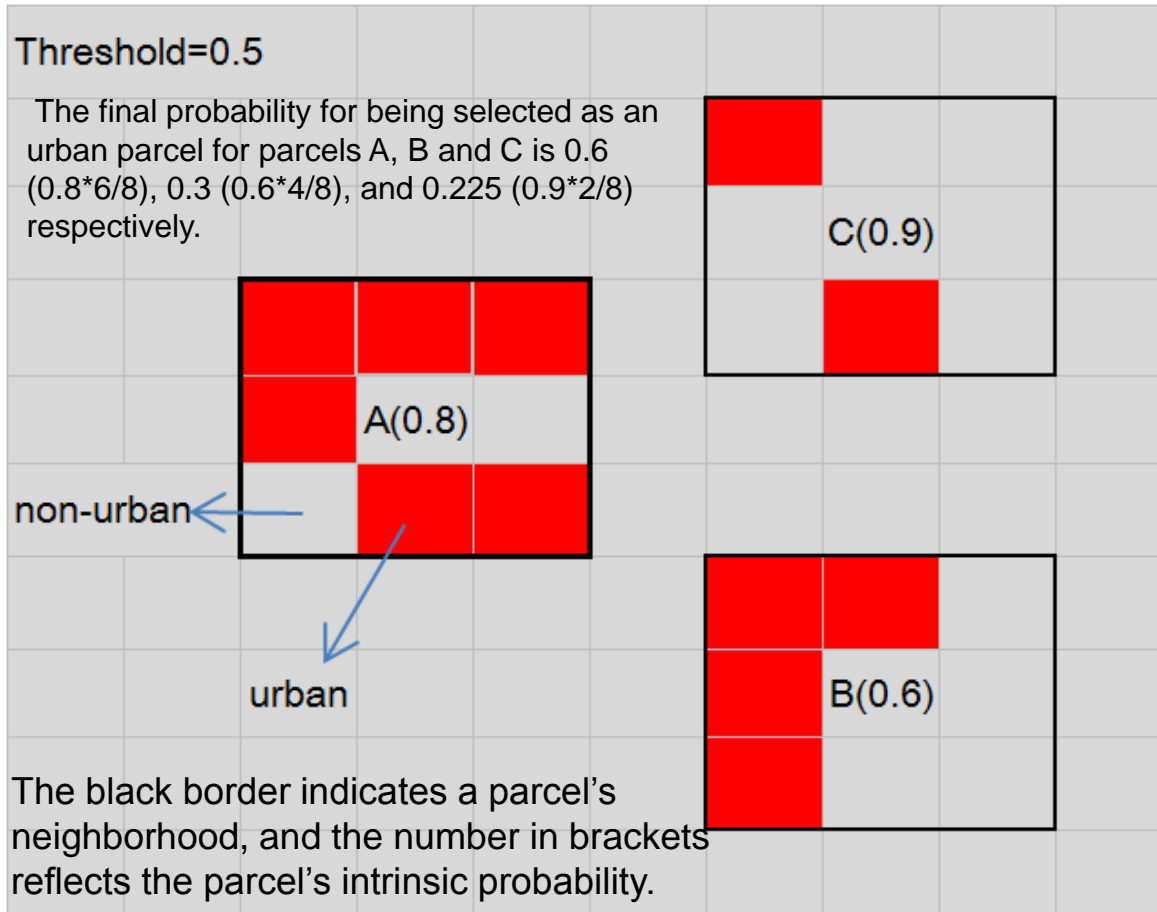 Threshold=0.5
The final probability for being selected as an
urban parcel for parcels A, B and C is 0.6
(0.8*6/8), 0.3 (0.6*4/8), and 0.225 (0.9*2/8)
respectively.
C(0.9)
A(0.8)
non-urban
urban
B(0.6)
The black border indicates a parcel’s
neighborhood, and the number in brackets
reflects the parcel’s intrinsic probability.